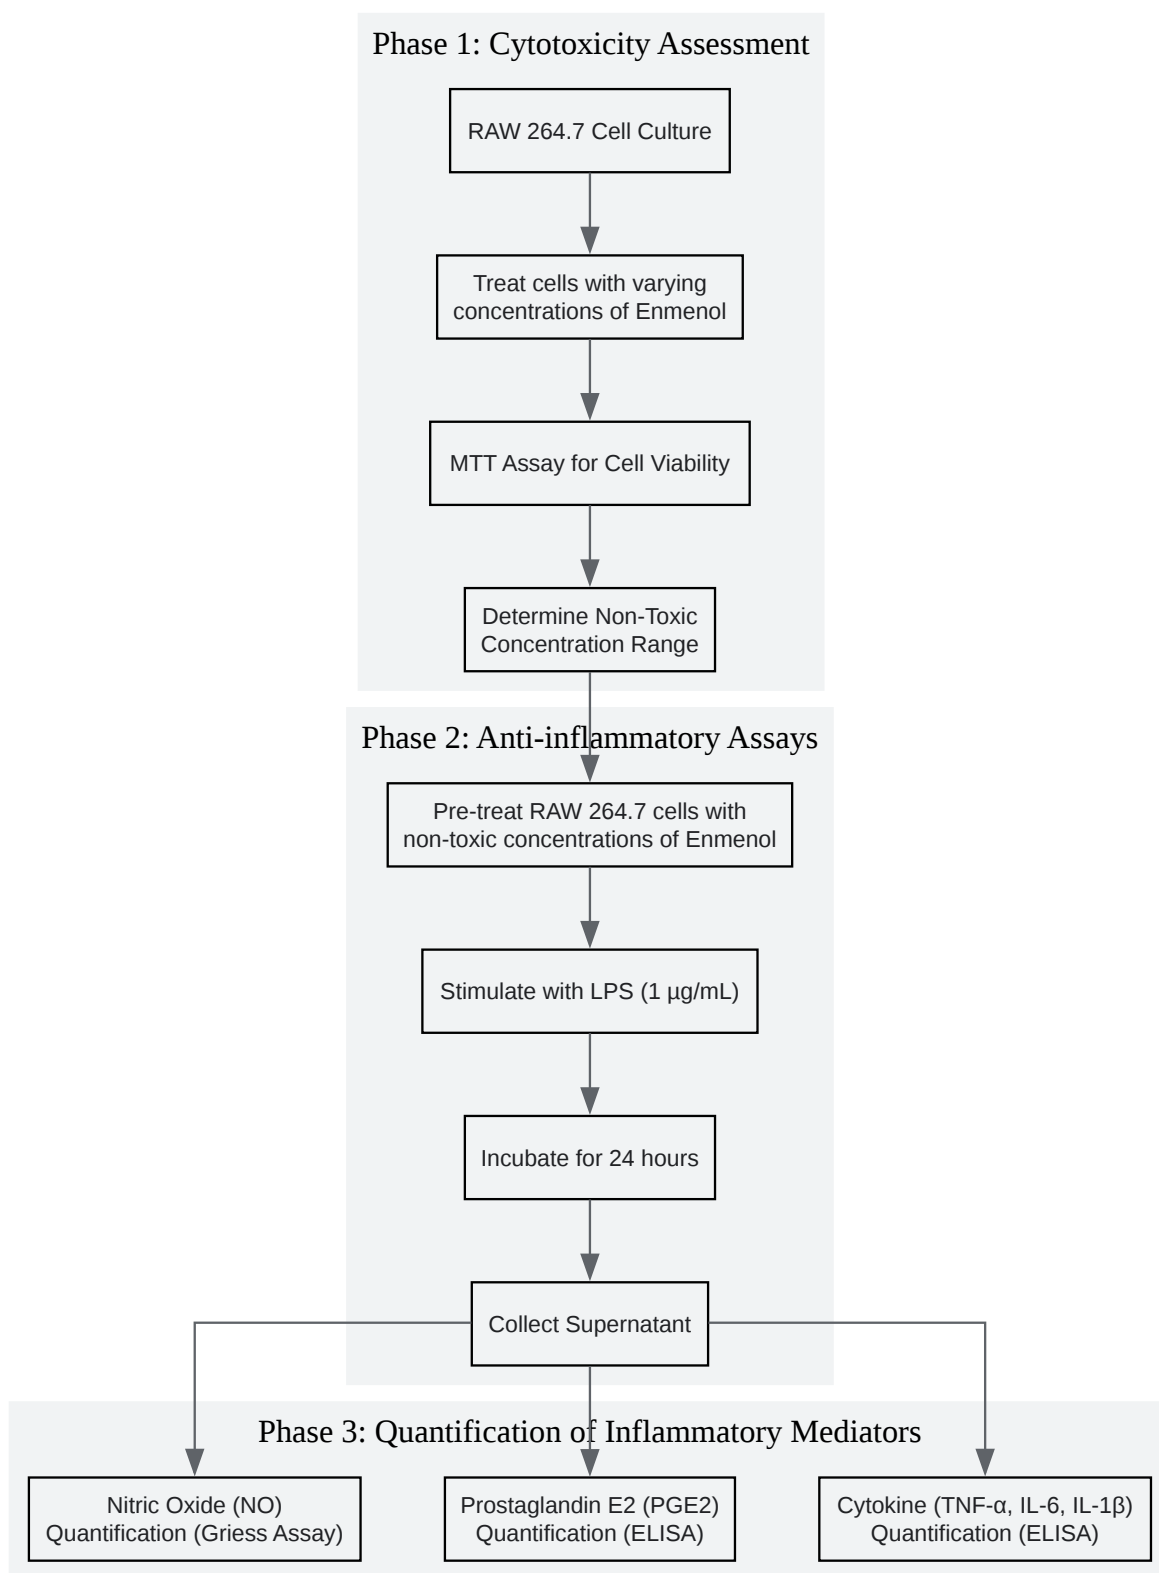 Phase 1: Cytotoxicity Assessment
RAW 264.7 Cell Culture
Treat cells with varying
concentrations of Enmenol
MTT Assay for Cell Viability
Determine Non-Toxic
Concentration Range
Phase 2: Anti-inflammatory Assays
Pre-treat RAW 264.7 cells with
non-toxic concentrations of Enmenol
Stimulate with LPS (1 µg/mL)
Incubate for 24 hours
Collect Supernatant
Phase 3: Quantification of Inflammatory Mediators
Nitric Oxide (NO)
Quantification (Griess Assay)
Prostaglandin E2 (PGE2)
Quantification (ELISA)
Cytokine (TNF-α, IL-6, IL-1β)
Quantification (ELISA)